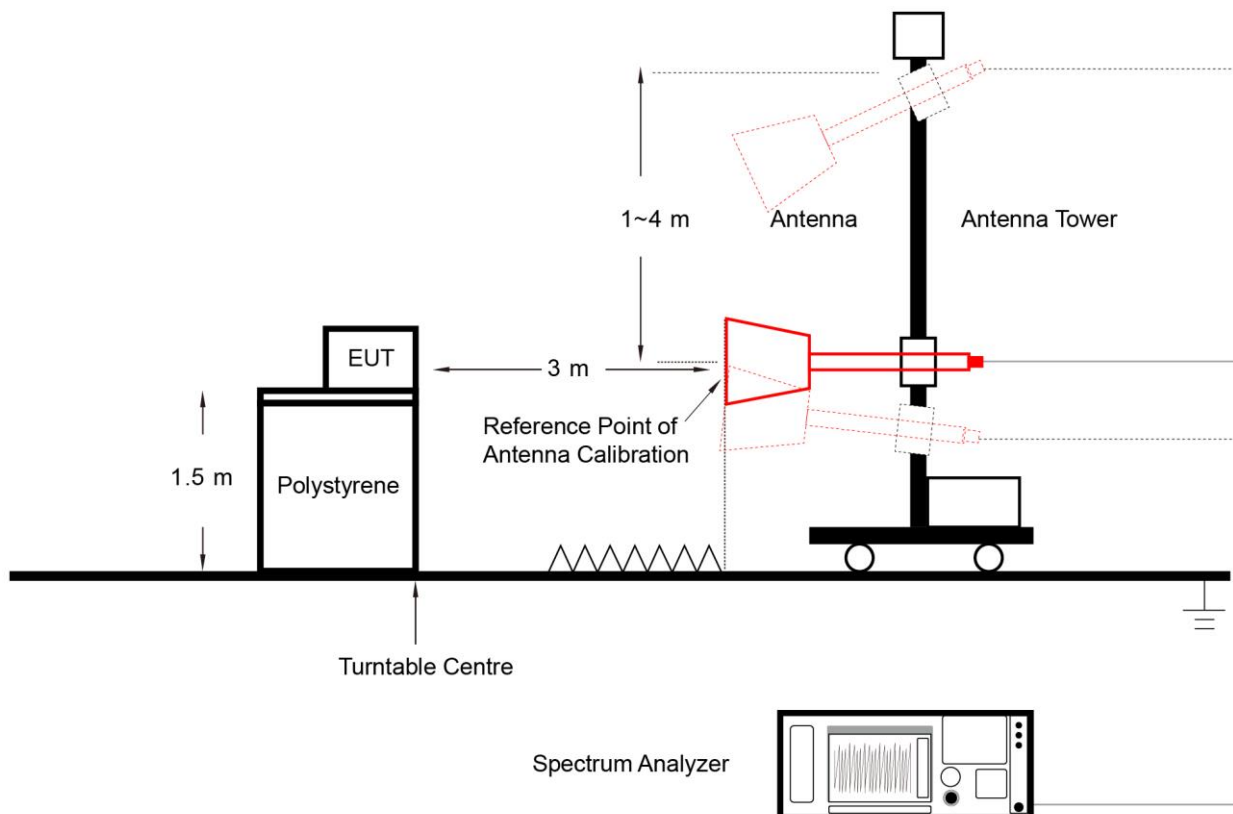 1~4 m
Antenna
Antenna Tower
EUT
3 m
Reference Point of
Antenna Calibration
1.5 m
Polystyrene
Turntable Centre
Spectrum Analyzer